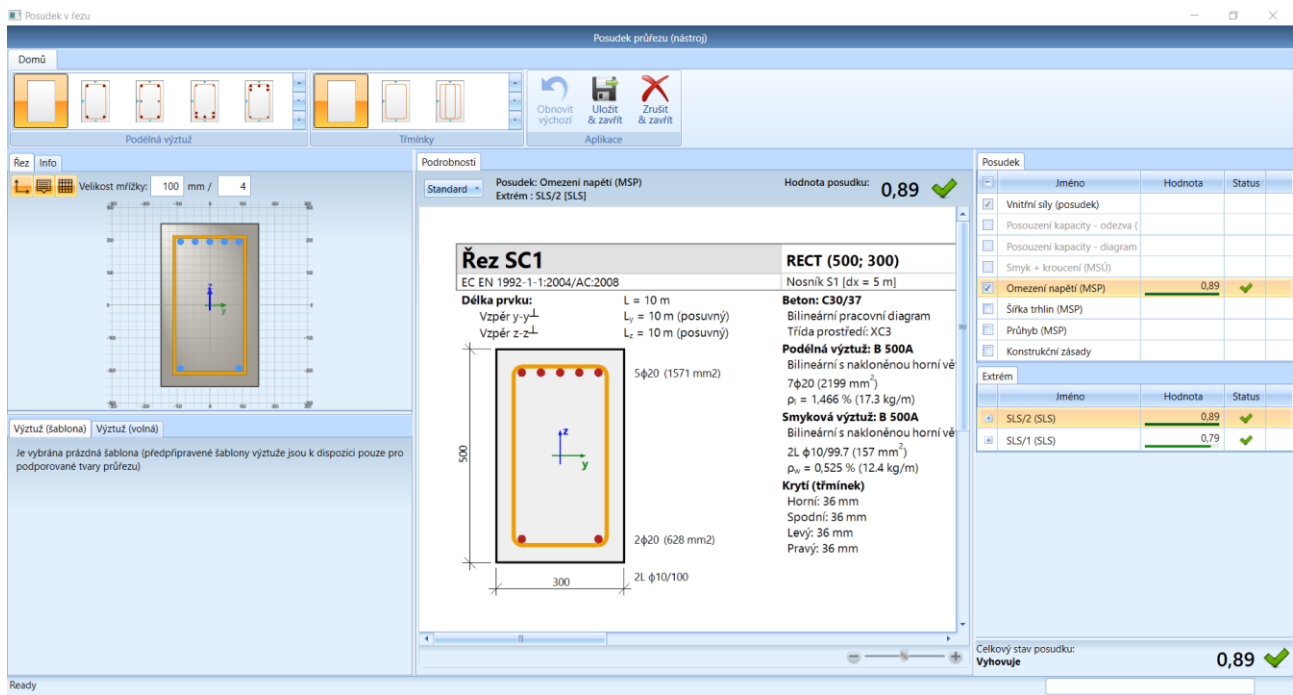 Posudek v řezu
Posudek průřezu (nástroj)
Domů
Obnovit výchozí
Uložit & zavřít
Zrušit & zavřít
Podélná výztuž
Třmínky
Aplikace
Řez Info
Velikost mřížky: 100 mm / 4
z
y
Výztuž (šablona) Výztuž (volná)
Je vybrána prázdná šablona (předpřipravené šablony výztuže jsou k dispozici pouze pro
podporované tvary průřezu)
Podrobnosti
Standard
Posudek: Omezení napětí (MSP)
Extrém : SLS/2 [SLS]
Hodnota posudku: 0,89
Řez SC1
RECT (500; 300)
EC EN 1992-1-1:2004/AC:2008
Nosník S1 [dx = 5 m]
Délka prvku: L = 10 m
Vzpěr y-y┴ Ly = 10 m (posuvný)
Vzpěr z-z┴ Lz = 10 m (posuvný)
5ϕ20 (1571 mm2)
z
y
500
2ϕ20 (628 mm2)
300
2L ϕ10/100
Beton: C30/37
Bilineární pracovní diagram
Třída prostředí: XC3
Podélná výztuž: B 500A
Bilineární s nakloněnou horní vě
7ϕ20 (2199 mm²)
ρl = 1,466 % (17.3 kg/m)
Smyková výztuž: B 500A
Bilineární s nakloněnou horní vě
2L ϕ10/99.7 (157 mm²)
ρw = 0,525 % (12.4 kg/m)
Krytí (třmínek)
Horní: 36 mm
Spodní: 36 mm
Levý: 36 mm
Pravý: 36 mm
Posudek
Jméno Hodnota Status
Vnitřní síly (posudek)
Posouzení kapacity - odezva (
Posouzení kapacity - diagram
Smyk + kroucení (MSÚ)
Omezení napětí (MSP) 0,89
Šířka trhlin (MSP)
Průhyb (MSP)
Konstrukční zásady
Extrém
Jméno Hodnota Status
SLS/2 (SLS) 0,89
SLS/1 (SLS) 0,79
Celkový stav posudku:
Vyhovuje 0,89
Ready